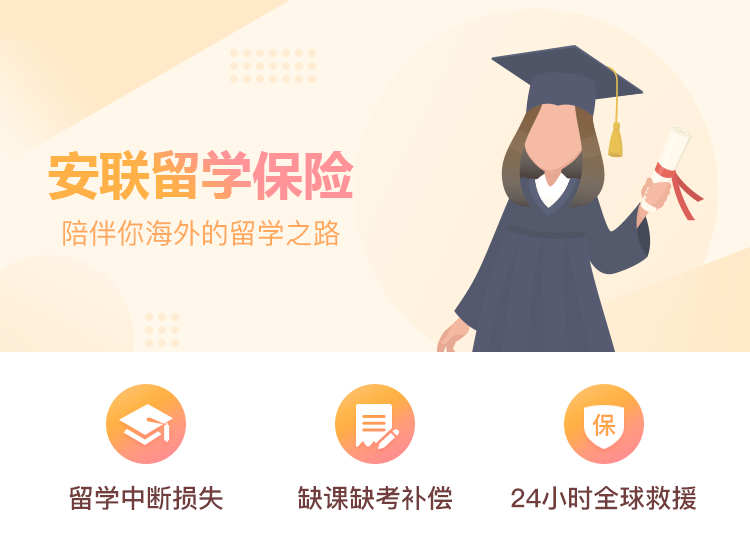 安联留学保险
陪伴你海外的留学之路
保
留学中断损失
缺课缺考补偿
24小时全球救援